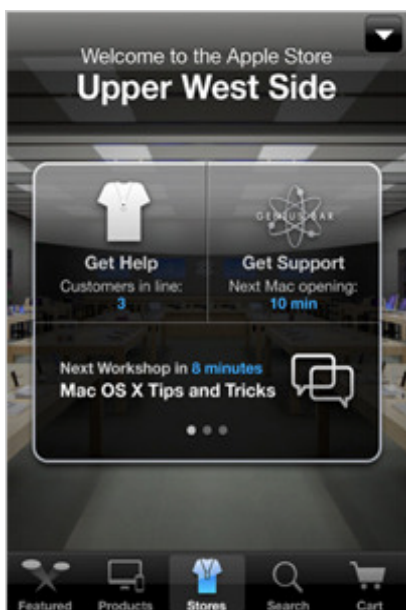 Welcome to the Apple Store
Upper West Side
GENIUS BAR
Get Help
Customers in line:
3
Get Support
Next Mac opening:
10 min
Next Workshop in 8 minutes
Mac OS X Tips and Tricks
Featured
Products
Stores
Search
Cart